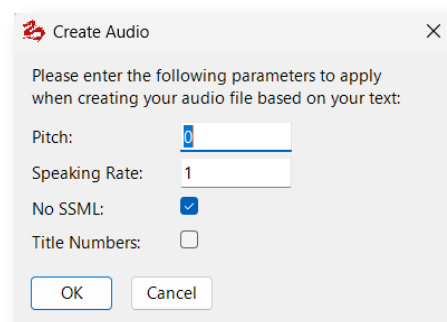 Create Audio
Please enter the following parameters to apply
when creating your audio file based on your text:
Pitch: 0
Speaking Rate: 1
No SSML:
Title Numbers:
OK Cancel